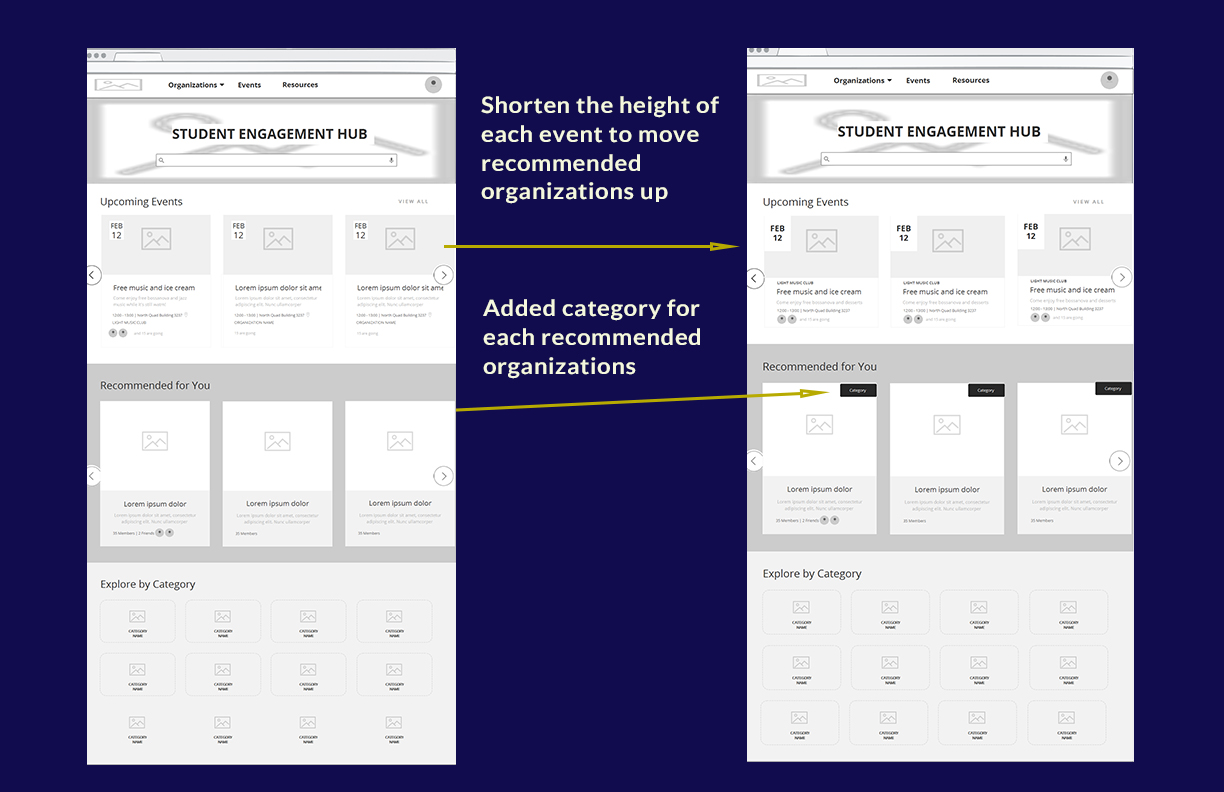 Organizations Events Resources
STUDENT ENGAGEMENT HUB
Upcoming Events VIEW ALL
FEB
12
FEB
12
FEB
12
Free music and ice cream
Come enjoy free bossanova and jazz
music while it's still warm!
12:00 - 13:00 | North Quad Building 3237
LIGHT MUSIC CLUB
and 15 are going
Lorem ipsum dolor sit ame
Lorem ipsum dolor sit amet, consectetur
adipiscing elit.
12:00 - 13:00 | North Quad Building 3237
ORGANIZATION NAME
15 are going
Lorem ipsum dolor sit ame
Lorem ipsum dolor sit amet, consectetur
adipiscing elit.
12:00 - 13:00 | North Quad Building 3237
ORGANIZATION NAME
15 are going
Recommended for You
Lorem ipsum dolor
Lorem ipsum dolor sit amet, consectetur
adipiscing elit. Nunc ullamcorper
35 Members | 2 Friends
Lorem ipsum dolor
Lorem ipsum dolor sit amet, consectetur
adipiscing elit. Nunc ullamcorper
35 Members
Lorem ipsum dolor
Lorem ipsum dolor sit amet, consectetur
adipiscing elit. Nunc ullamcorper
35 Members
Explore by Category
CATEGORY
NAME
CATEGORY
NAME
CATEGORY
NAME
CATEGORY
NAME
CATEGORY
NAME
CATEGORY
NAME
CATEGORY
NAME
CATEGORY
NAME
CATEGORY
NAME
CATEGORY
NAME
CATEGORY
NAME
CATEGORY
NAME
Shorten the height of
each event to move
recommended
organizations up
Added category for
each recommended
organizations
Organizations Events Resources
STUDENT ENGAGEMENT HUB
Upcoming Events VIEW ALL
FEB
12
FEB
12
FEB
12
LIGHT MUSIC CLUB
Free music and ice cream
Come enjoy free bossanova and desserts
12:00 - 13:00 | North Quad Building 3237
and 15 are going
LIGHT MUSIC CLUB
Free music and ice cream
Come enjoy free bossanova and desserts
12:00 - 13:00 | North Quad Building 3237
and 15 are going
LIGHT MUSIC CLUB
Free music and ice cream
Come enjoy free bossanova and desserts
12:00 - 13:00 | North Quad Building 3237
and 15 are going
Recommended for You
Category
Category
Category
Lorem ipsum dolor
Lorem ipsum dolor sit amet, consectetur
adipiscing elit. Nunc ullamcorper
35 Members | 2 Friends
Lorem ipsum dolor
Lorem ipsum dolor sit amet, consectetur
adipiscing elit. Nunc ullamcorper
35 Members
Lorem ipsum dolor
Lorem ipsum dolor sit amet, consectetur
adipiscing elit. Nunc ullamcorper
35 Members | 2 Friends
Explore by Category
CATEGORY
NAME
CATEGORY
NAME
CATEGORY
NAME
CATEGORY
NAME
CATEGORY
NAME
CATEGORY
NAME
CATEGORY
NAME
CATEGORY
NAME
CATEGORY
NAME
CATEGORY
NAME
CATEGORY
NAME
CATEGORY
NAME